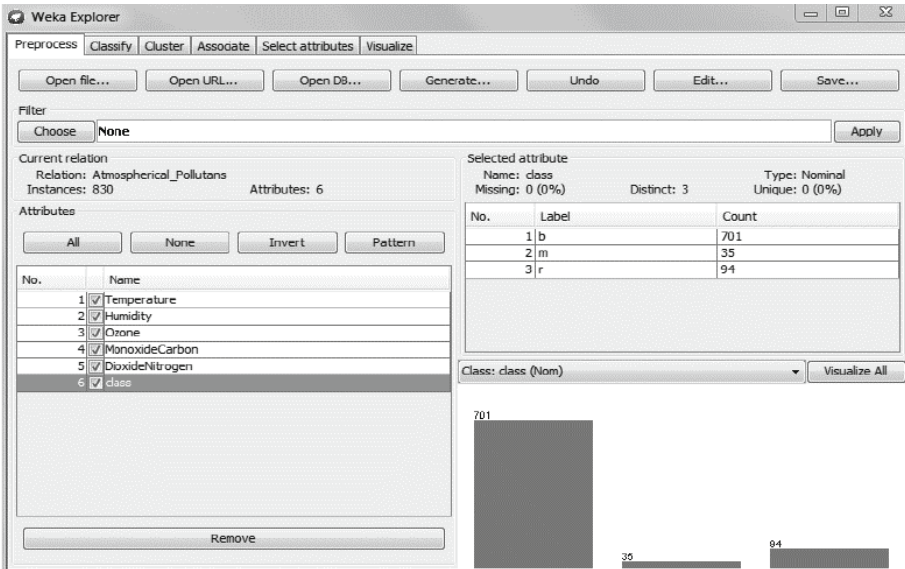 Weka Explorer
Preprocess Classify Cluster Associate Select attributes Visualize
Open file... Open URL... Open DB... Generate... Undo Edit... Save...
Filter
Choose None Apply
Current relation
Relation: Atmospherical_Pollutans
Instances: 830 Attributes: 6
Attributes
All None Invert Pattern
No. Name
1 Temperature
2 Humidity
3 Ozone
4 MonoxideCarbon
5 DioxideNitrogen
6 class
Remove
Selected attribute
Name: class Type: Nominal
Missing: 0 (0%) Distinct: 3 Unique: 0 (0%)
No. Label Count
1 b 701
2 m 35
3 r 94
Class: class (Nom) Visualize All
701
35
94